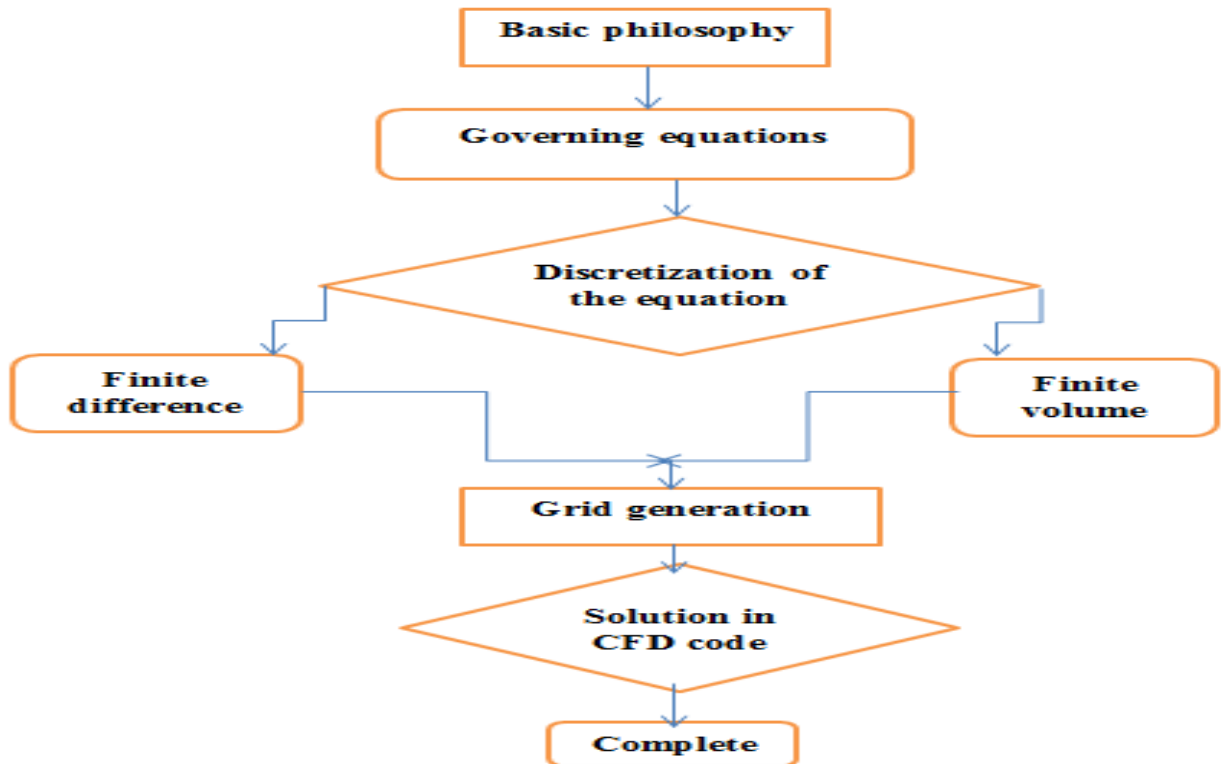 Basic philosophy
Governing equations
Discretization of
the equation
Finite
difference
Finite
volume
Grid generation
Solution in
CFD code
Complete